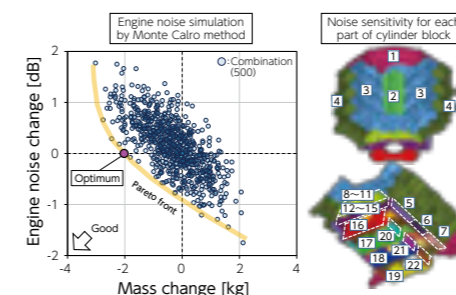 Engine noise simulation
by Monte Calro method
Noise sensitivity for each
part of cylinder block
Engine noise change [dB]
2
1
0
-1
-2
:Combination
(500)
Optimum
Pareto front
Good
-4
-2
0
2
4
Mass change [kg]
1
4
3
2
3
4
8～11
12～15
16
17
18
19
20
21
22
5
6
7